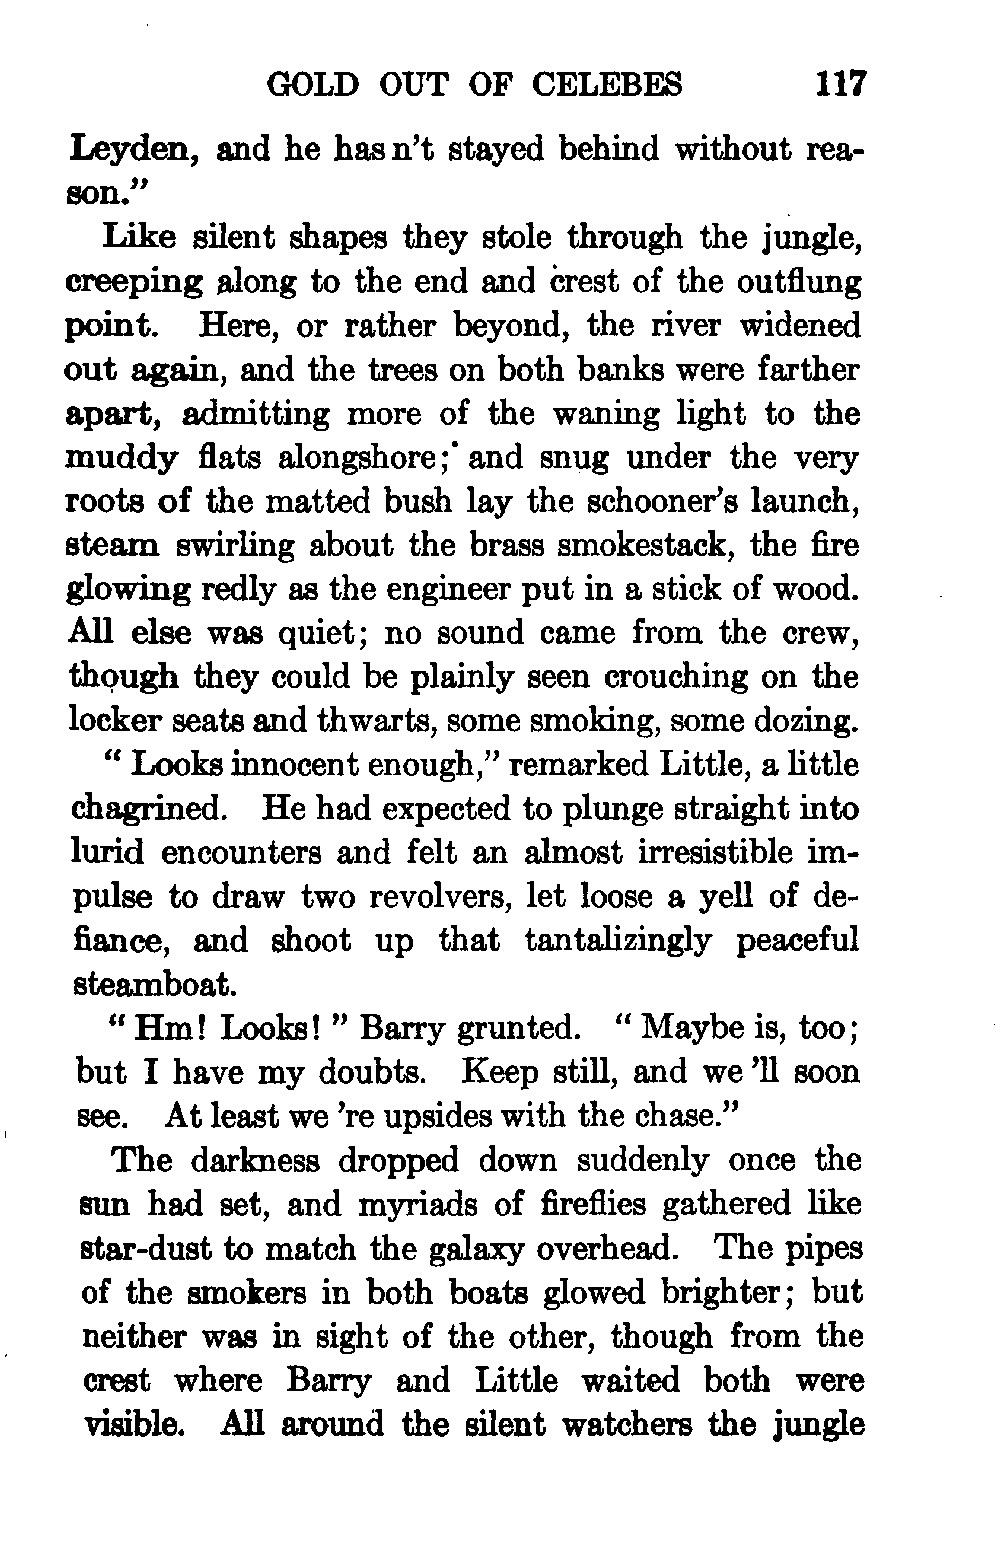 GOLD OUT OF CELEBES 117
Leyden, and he has n't stayed behind without rea-
son."
Like silent shapes they stole through the jungle,
creeping along to the end and crest of the outflung
point. Here, or rather beyond, the river widened
out again, and the trees on both banks were farther
apart, admitting more of the waning light to the
muddy flats alongshore; and snug under the very
roots of the matted bush lay the schooner's launch,
steam swirling about the brass smokestack, the fire
glowing redly as the engineer put in a stick of wood.
All else was quiet; no sound came from the crew,
though they could be plainly seen crouching on the
locker seats and thwarts, some smoking, some dozing.
"Looks innocent enough," remarked Little, a little
chagrined. He had expected to plunge straight into
lurid encounters and felt an almost irresistible im-
pulse to draw two revolvers, let loose a yell of de-
fiance, and shoot up that tantalizingly peaceful
steamboat.
"Hm! Looks!" Barry grunted. "Maybe is, too;
but I have my doubts. Keep still, and we 'll soon
see. At least we 're upsides with the chase."
The darkness dropped down suddenly once the
sun had set, and myriads of fireflies gathered like
star-dust to match the galaxy overhead. The pipes
of the smokers in both boats glowed brighter; but
neither was in sight of the other, though from the
crest where Barry and Little waited both were
visible. All around the silent watchers the jungle